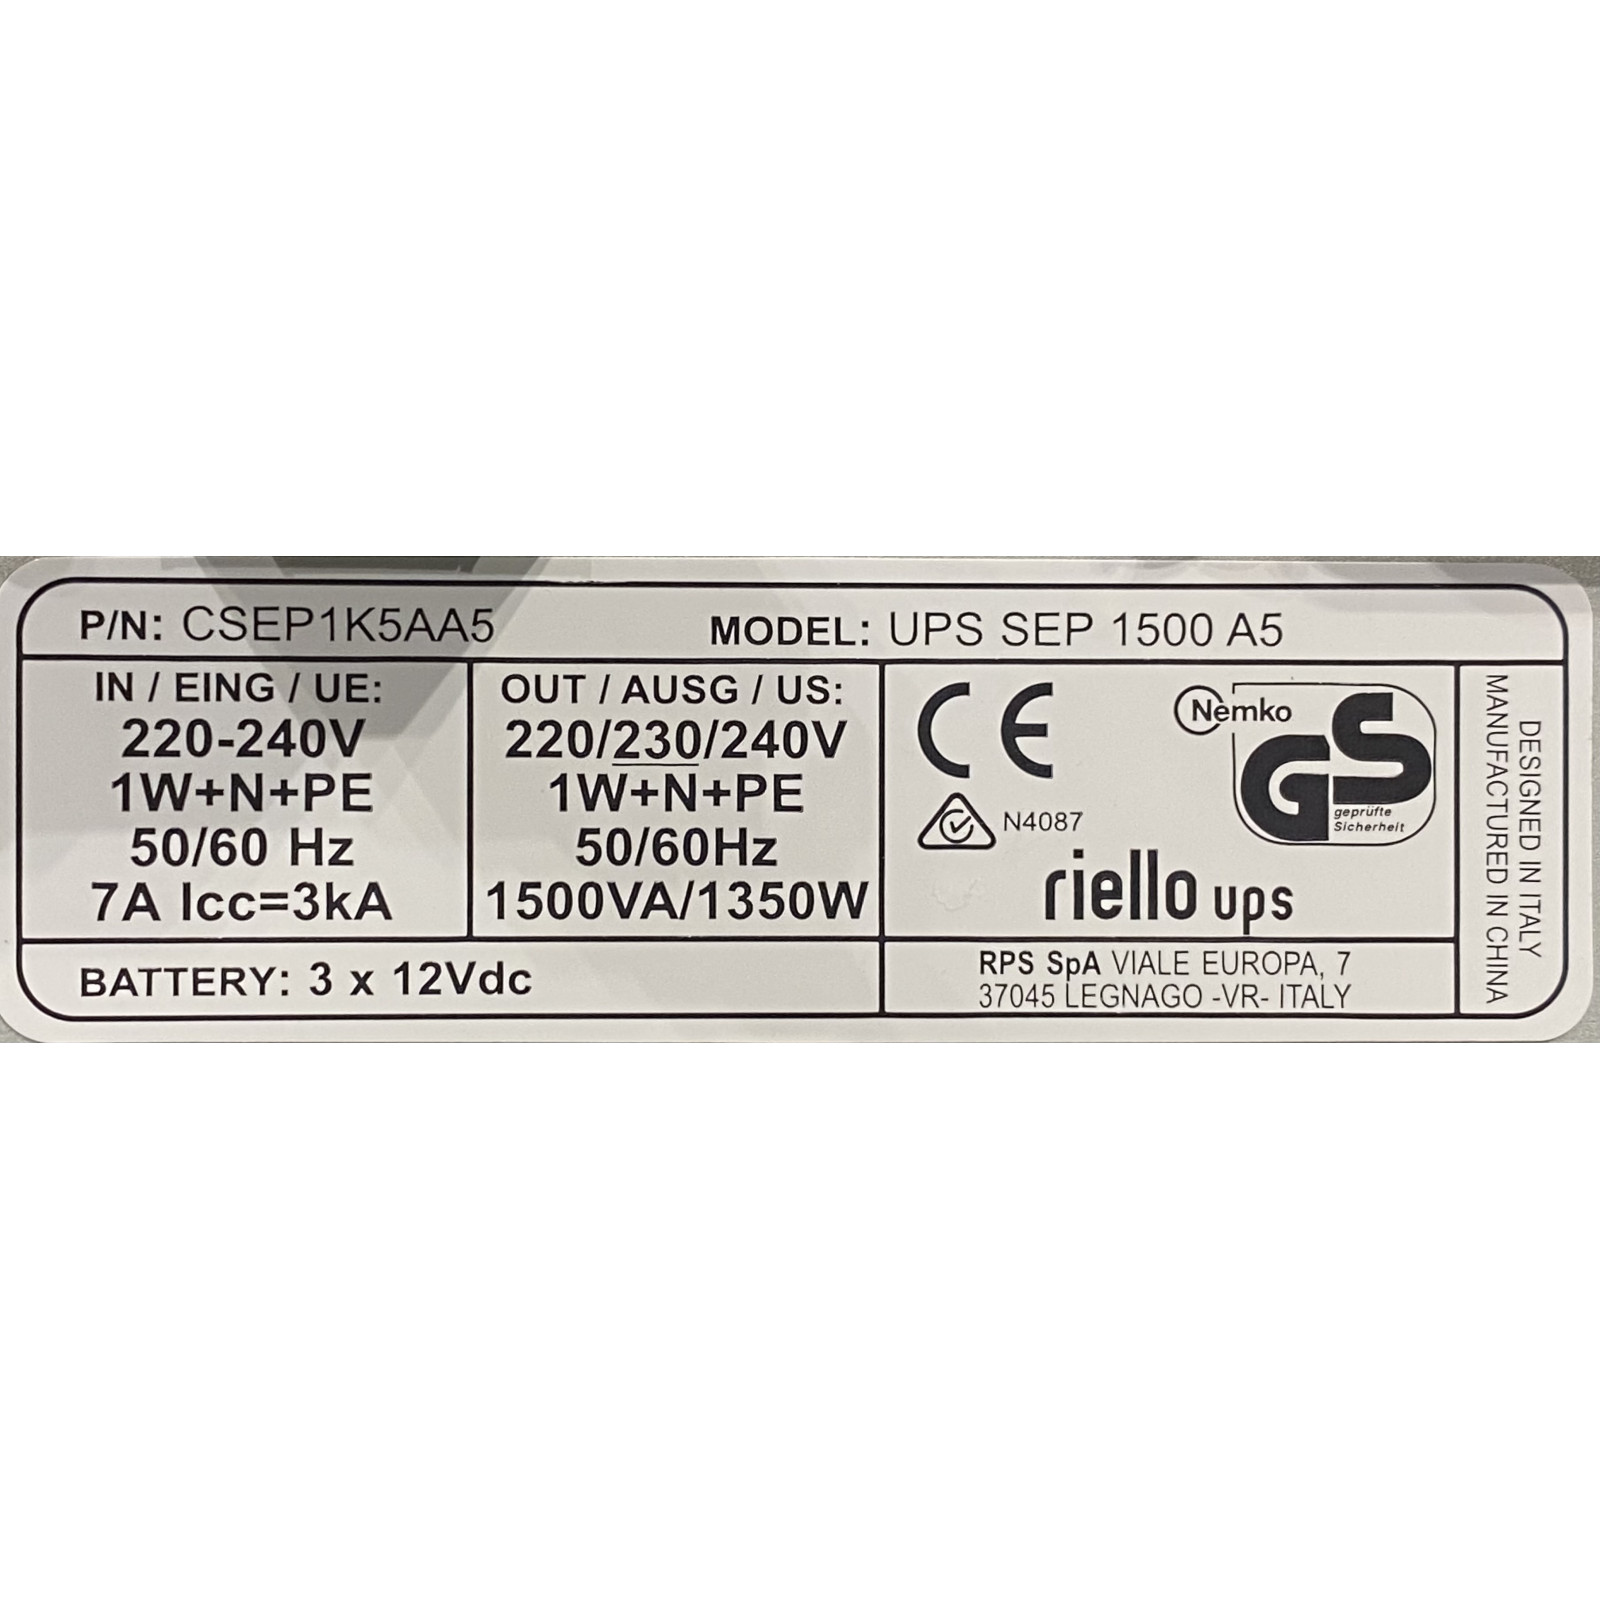 P/N: CSEP1K5AA5
MODEL: UPS SEP 1500 A5
IN / EING / UE:
220-240V
1W+N+PE
50/60 Hz
7A Icc=3kA
OUT / AUSG / US:
220/230/240V
1W+N+PE
50/60Hz
1500VA/1350W
CE
N4087
Nemko
GS
geprüfte
Sicherheit
riello ups
BATTERY: 3 x 12Vdc
RPS SpA VIALE EUROPA, 7
37045 LEGNAGO -VR- ITALY
DESIGNED IN ITALY
MANUFACTURED IN CHINA